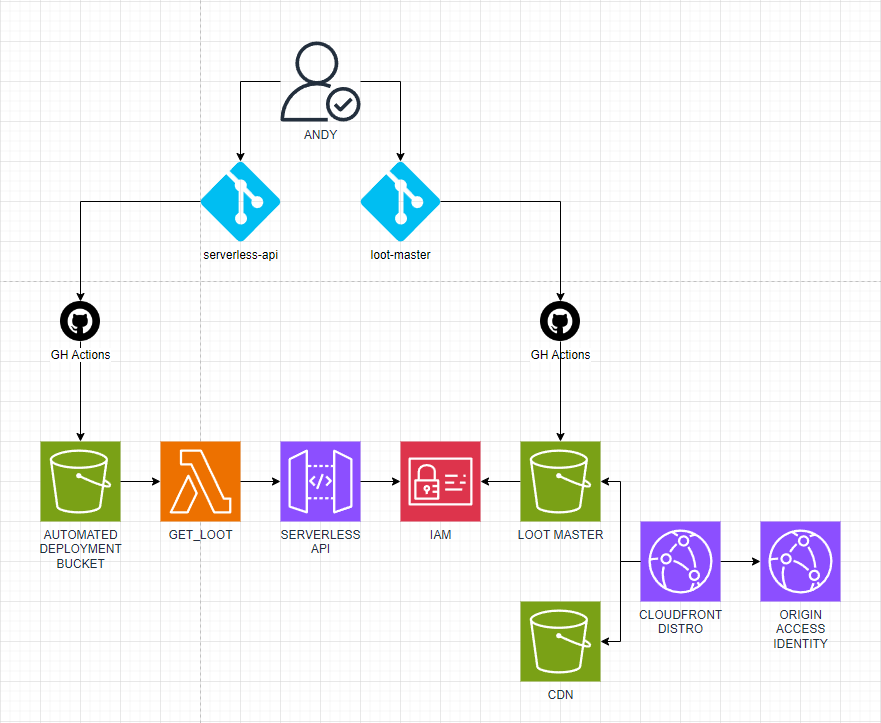 ANDY
serverless-api
loot-master
GH Actions
GH Actions
AUTOMATED
DEPLOYMENT
BUCKET
GET_LOOT
SERVERLESS
API
IAM
LOOT MASTER
CLOUDFRONT
DISTRO
ORIGIN
ACCESS
IDENTITY
CDN